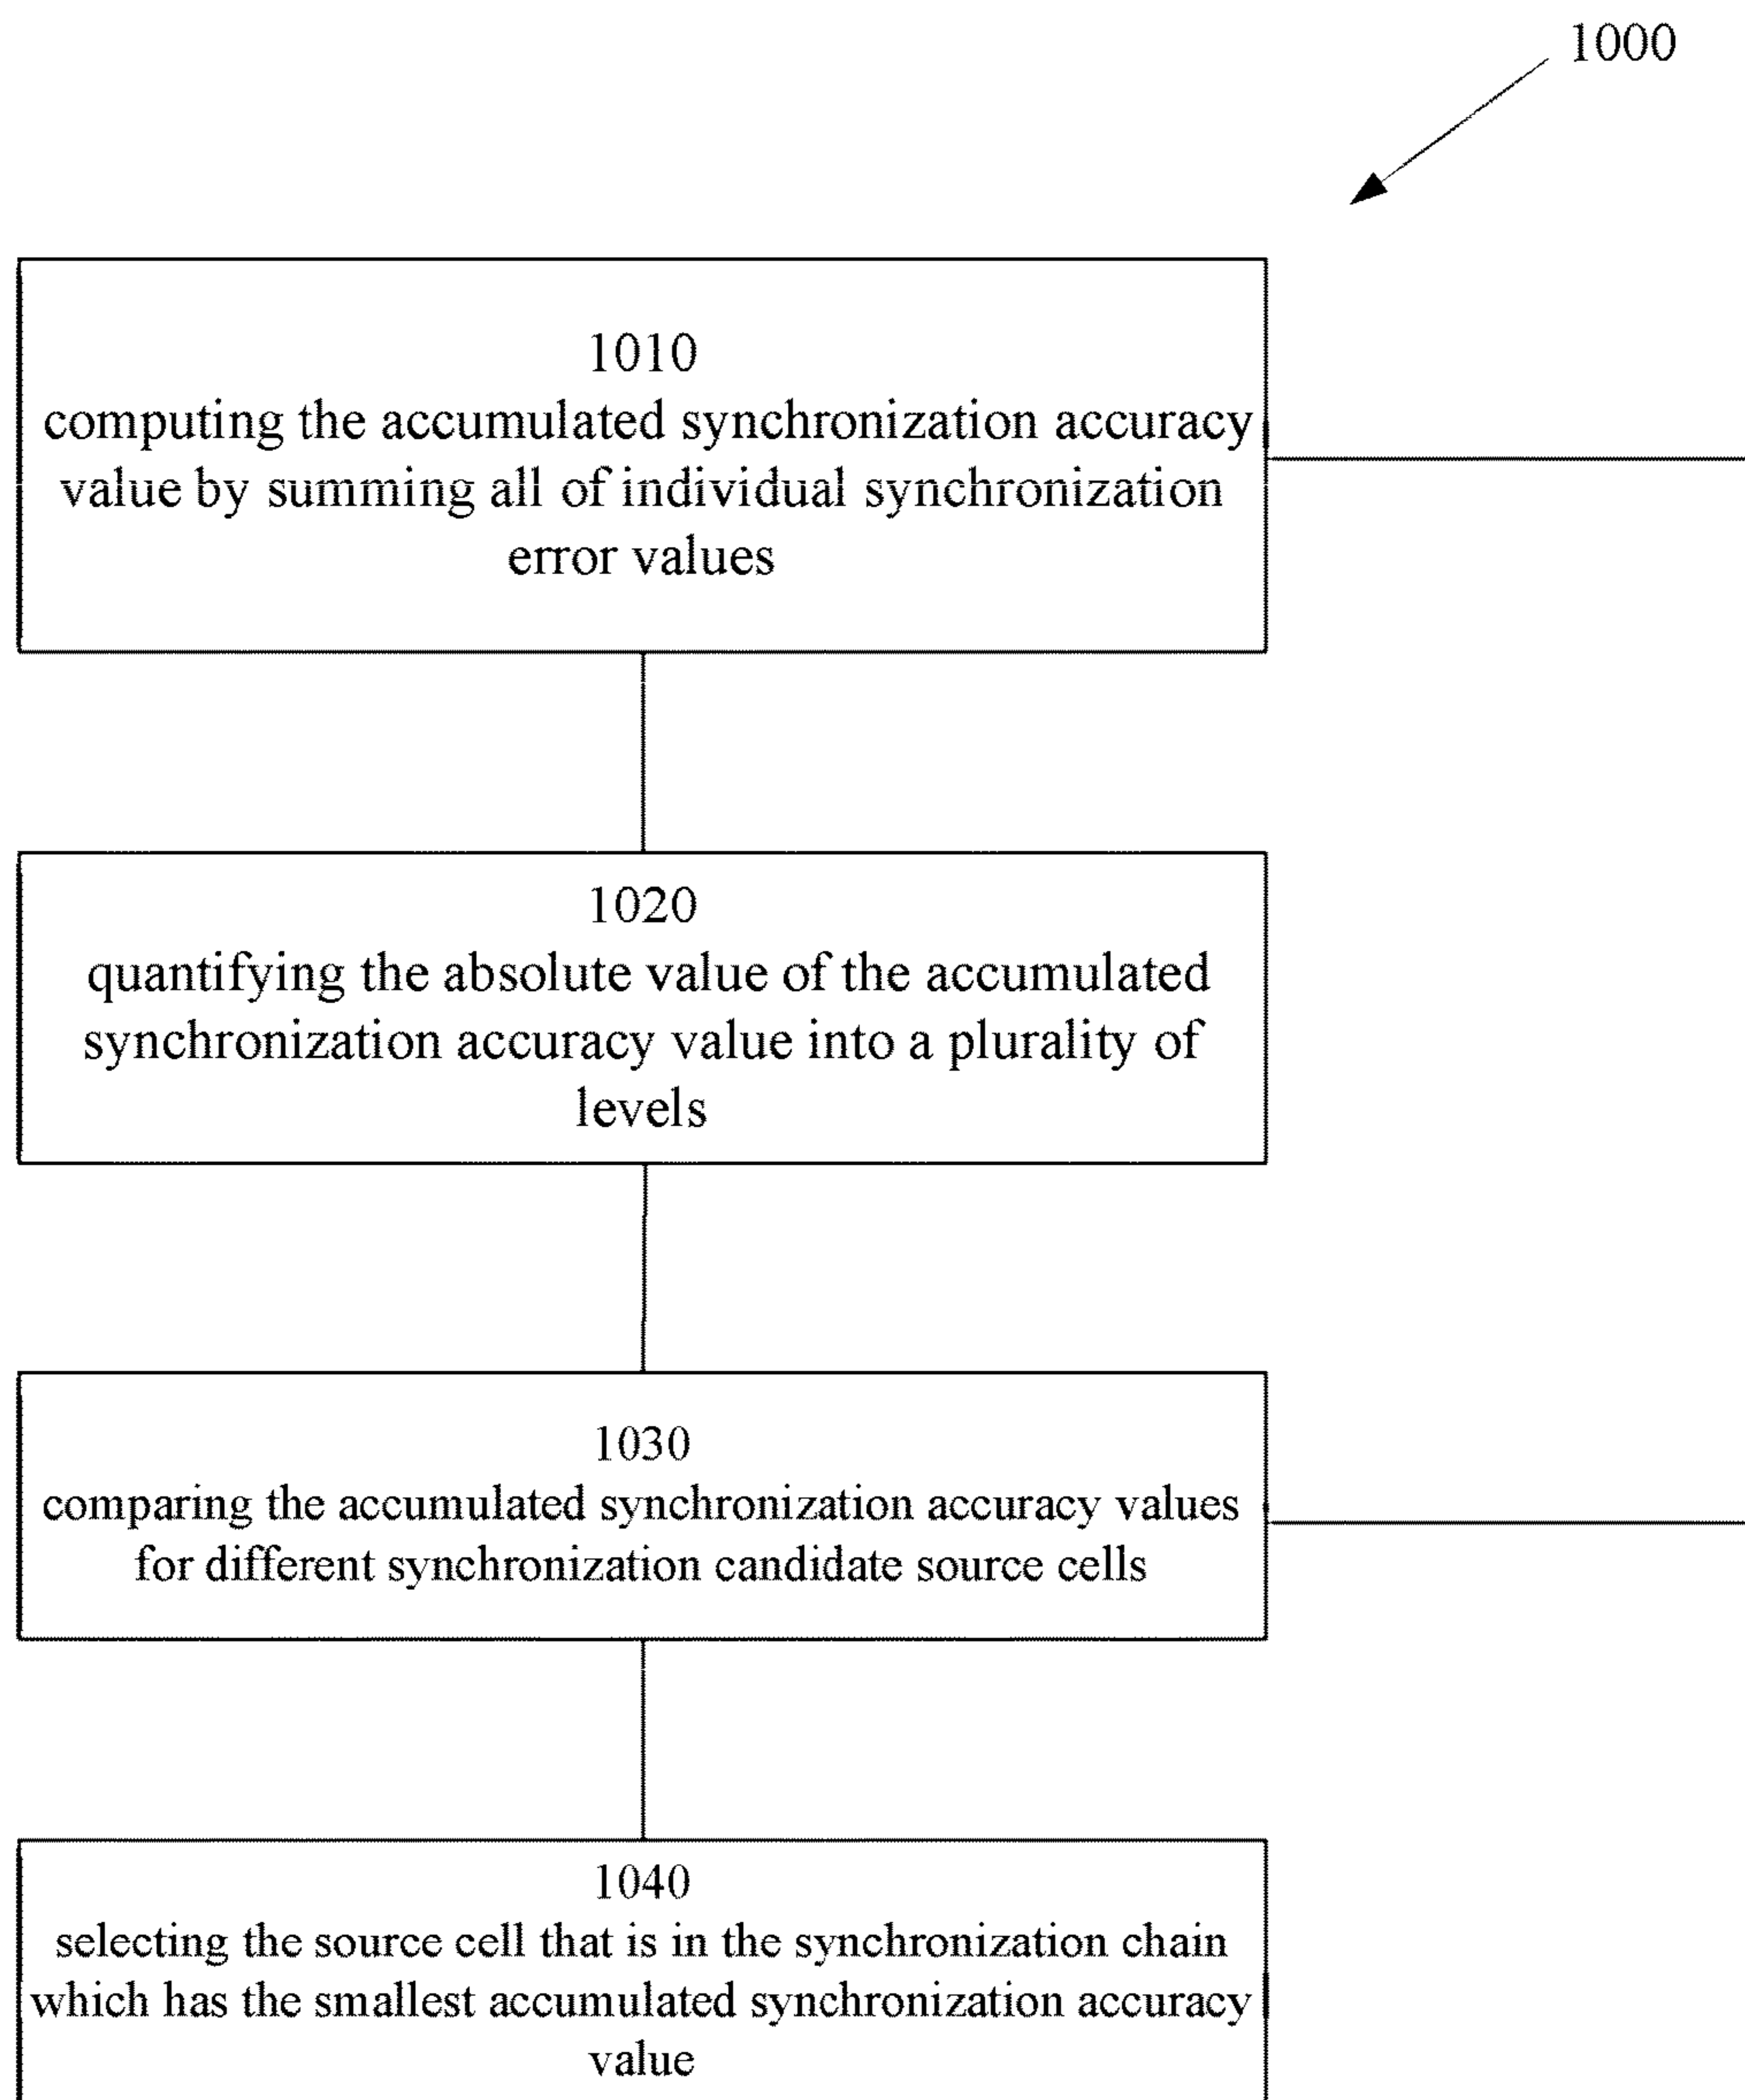 1000
1010
computing the accumulated synchronization accuracy
value by summing all of individual synchronization
error values
1020
quantifying the absolute value of the accumulated
synchronization accuracy value into a plurality of
levels
1030
comparing the accumulated synchronization accuracy values
for different synchronization candidate source cells
1040
selecting the source cell that is in the synchronization chain
which has the smallest accumulated synchronization accuracy
value